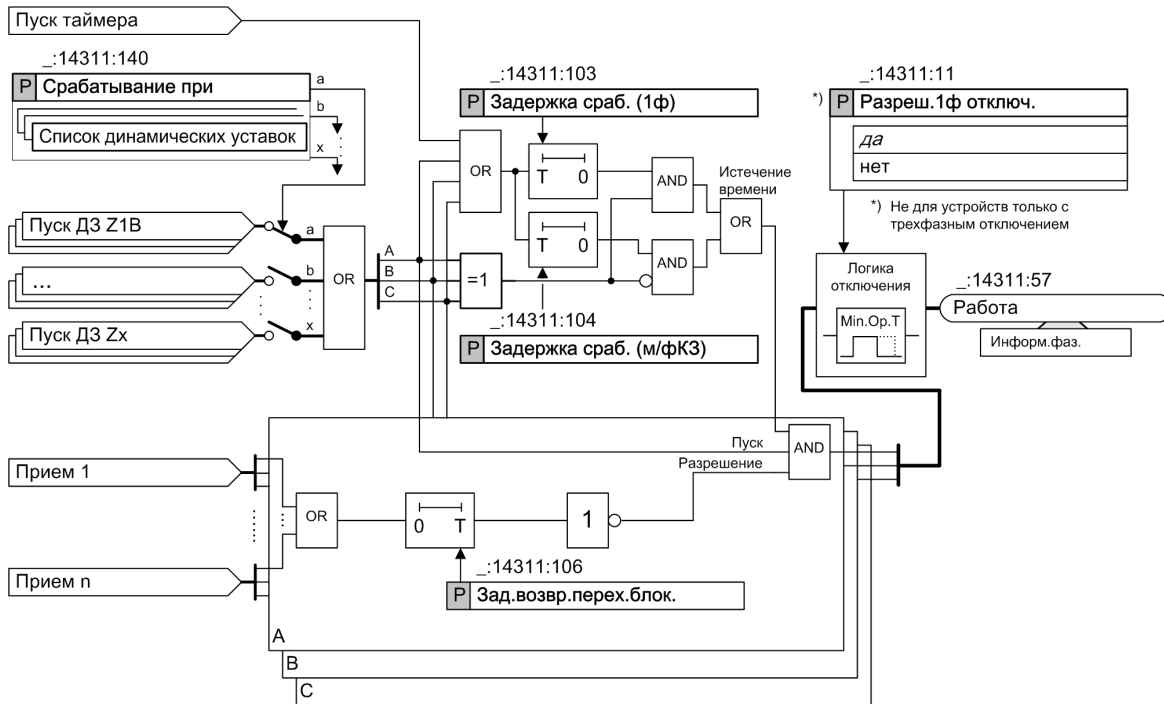 Пуск таймера
_:14311:140
P Срабатывание при
a
b
Список динамических уставок
x
_:14311:103
P Задержка сраб. (1ф)
_:14311:11
*) P Разреш.1ф отключ.
да
нет
*) Не для устройств только с
трехфазным отключением
OR
T 0
AND
Истечение
времени
OR
Пуск ДЗ Z1B
a
...
b
OR
Пуск ДЗ Zx
x
A
B
C
=1
T 0
AND
_:14311:104
P Задержка сраб. (м/фКЗ)
Логика
отключения
Min.Op.T
_:14311:57
Работа
Информ.фаз.
Пуск
Разрешение
AND
Прием 1
OR
0 T
1
Прием n
_:14311:106
P Зад.возвр.перех.блок.
A
B
C